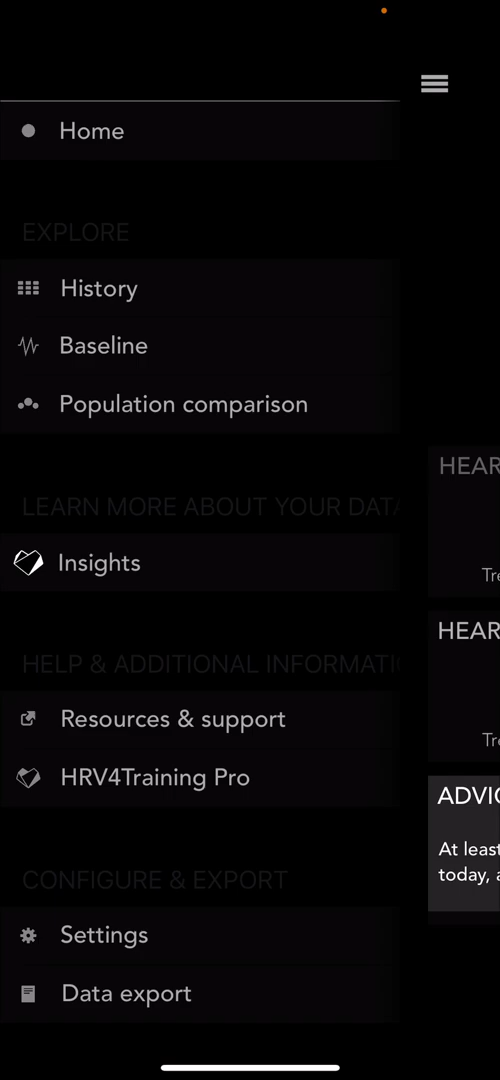 Home
EXPLORE
History
Baseline
Population comparison
LEARN MORE ABOUT YOUR DATA
Insights
HELP & ADDITIONAL INFORMATI
Resources & support
HRV4Training Pro
CONFIGURE & EXPORT
Settings
Data export
HEAR
Tre
HEAR
Tre
ADVIC
At least
today, a